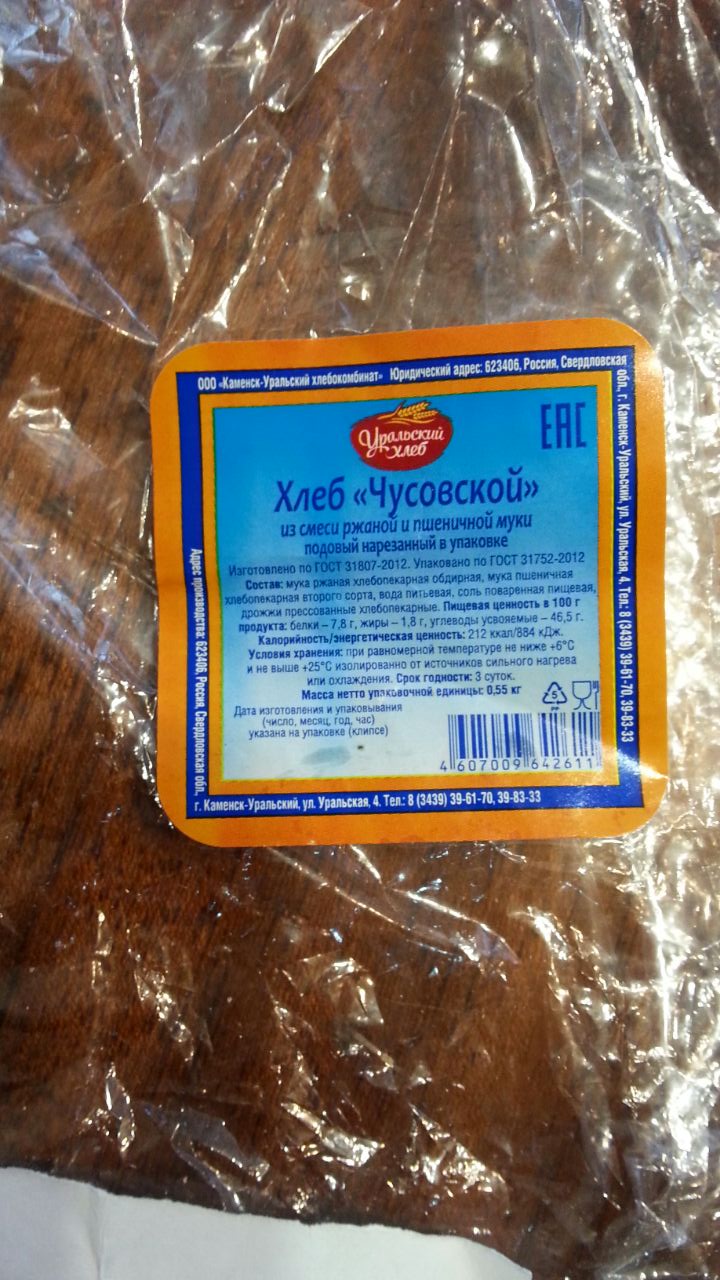 ООО «Каменск-Уральский хлебокомбинат» Юридический адрес: 623406, Россия, Свердловская
обл., г. Каменск-Уральский, ул. Уральская, 4. Тел.: 8 (3439) 39-61-70, 39-83-33
Уральский
хлеб
ЕАС
Хлеб «Чусовской»
из смеси ржаной и пшеничной муки
подовый нарезанный в упаковке
Изготовлено по ГОСТ 31807-2012. Упаковано по ГОСТ 31752-2012
Состав: мука ржаная хлебопекарная обдирная, мука пшеничная
хлебопекарная второго сорта, вода питьевая, соль поваренная пищевая,
дрожжи прессованные хлебопекарные. Пищевая ценность в 100 г
продукта: белки – 7,8 г, жиры – 1,8 г, углеводы усвояемые – 46,5 г.
Калорийность/энергетическая ценность: 212 ккал/884 кДж.
Условия хранения: при равномерной температуре не ниже +6°С
и не выше +25°С изолированно от источников сильного нагрева
или охлаждения. Срок годности: 3 суток.
Масса нетто упаковочной единицы: 0,55 кг
Дата изготовления и упаковывания
(число, месяц, год, час)
указана на упаковке (клипсе)
5
PP
4 607009 642611
Адрес производства: 623406, Россия, Свердловская обл.,
г. Каменск-Уральский, ул. Уральская, 4. Тел.: 8 (3439) 39-61-70, 39-83-33